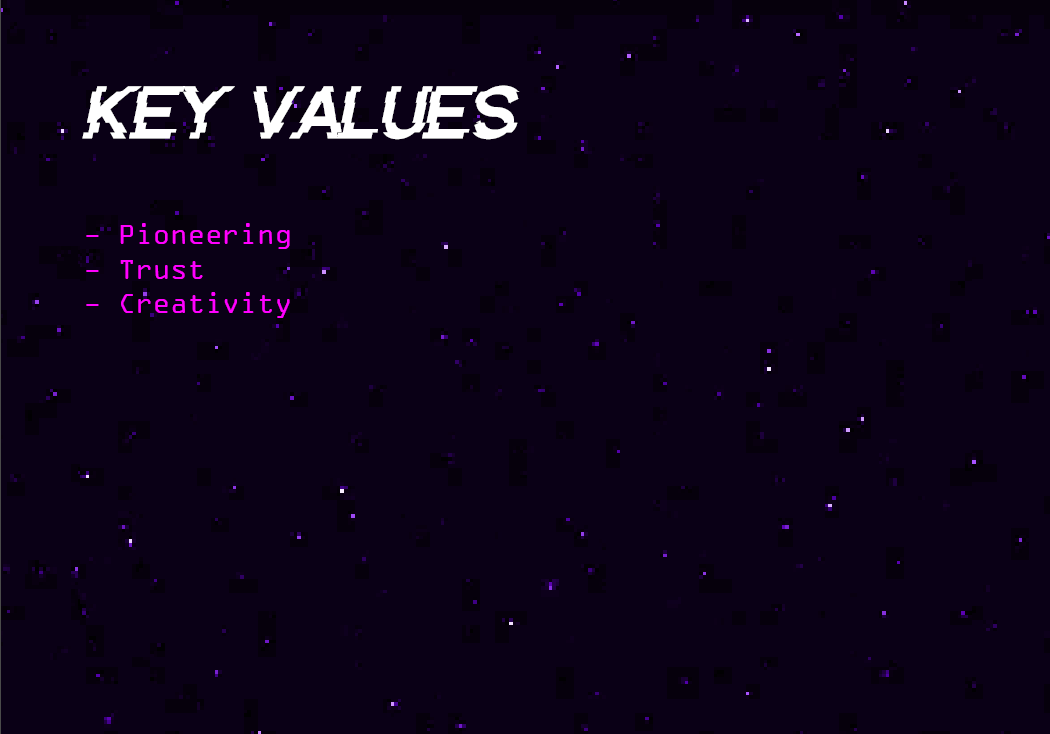 KEY VALUES
- Pioneering
- Trust
- Creativity